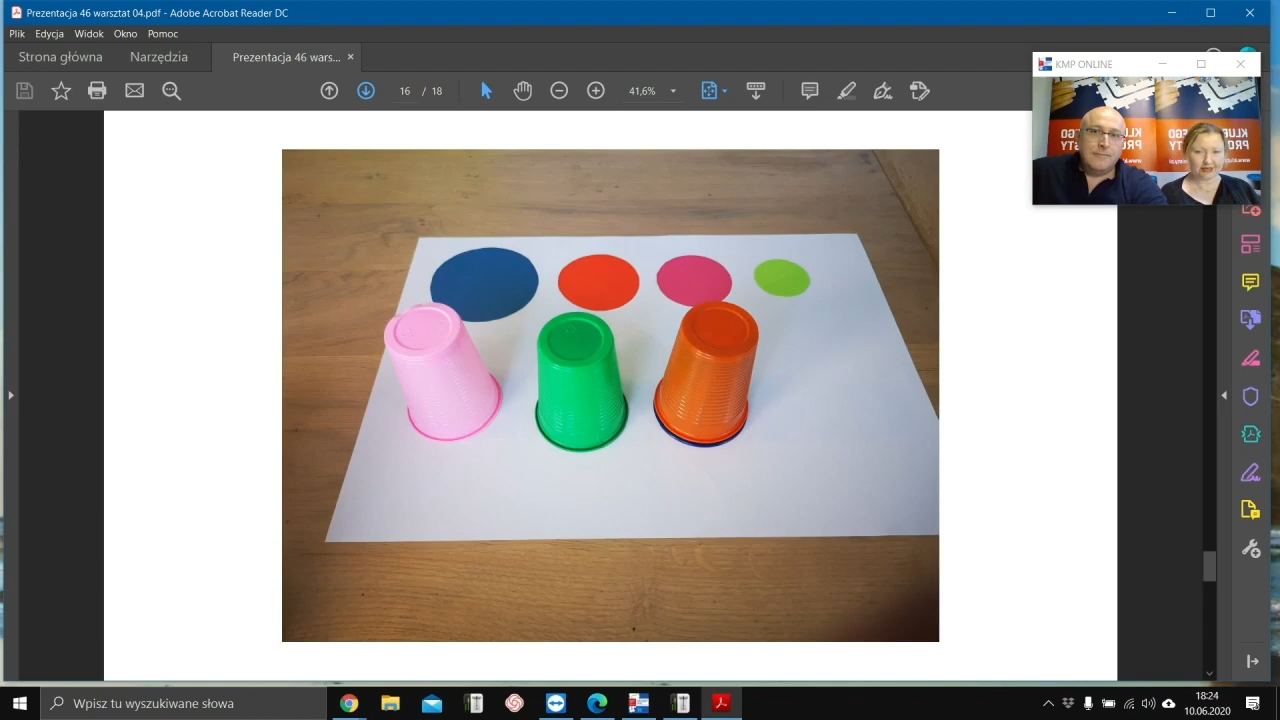 Prezentacja 46 warsztat 04.pdf - Adobe Acrobat Reader DC
Plik Edycja Widok Okno Pomoc
Strona główna Narzędzia Prezentacja 46 wars... ×
16 / 18 41,6%
KMP ONLINE
Wpisz tu wyszukiwane słowa
18:24
10.06.2020